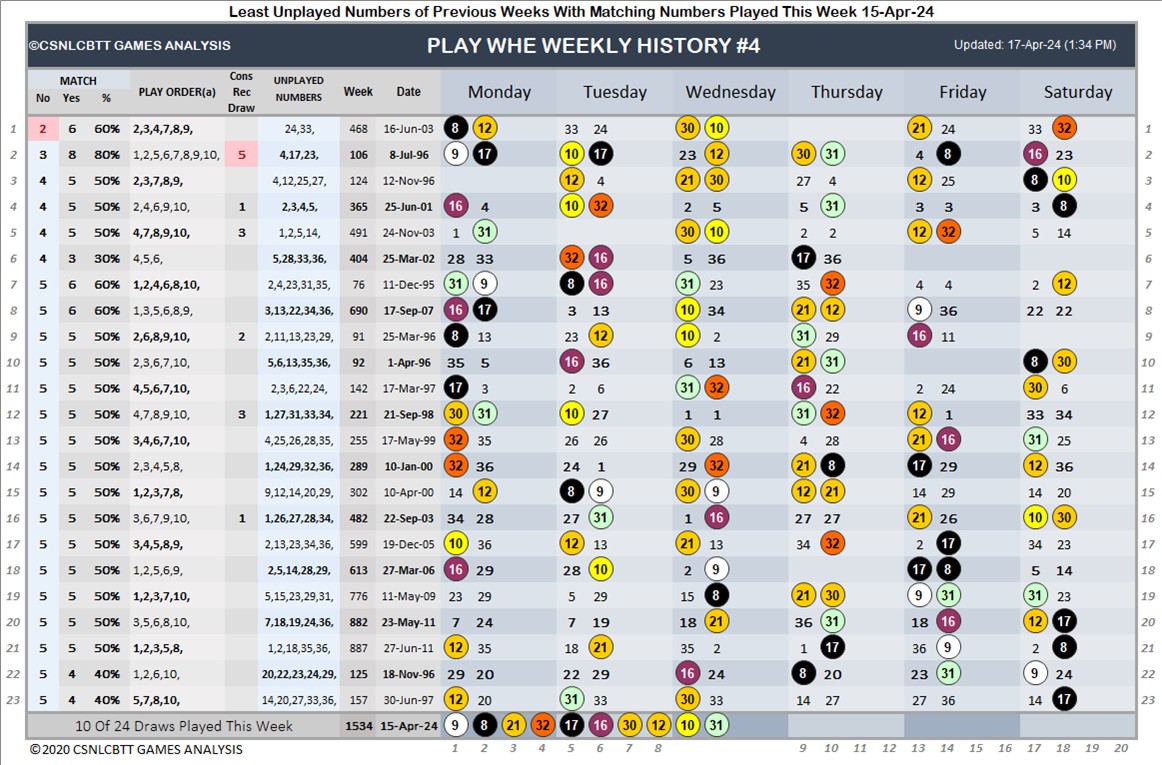 Least Unplayed Numbers of Previous Weeks With Matching Numbers Played This Week 15-Apr-24
©CSNLCBTT GAMES ANALYSIS PLAY WHE WEEKLY HISTORY #4 Updated: 17-Apr-24 (1:34 PM)
MATCH Cons
No Yes % PLAY ORDER(a) Rec UNPLAYED Week Date Monday Tuesday Wednesday Thursday Friday Saturday
Draw NUMBERS
1 2 6 60% 2,3,4,7,8,9, 24,33, 468 16-Jun-03 8 12 33 24 30 10 21 24 33 32 1
2 3 8 80% 1,2,5,6,7,8,9,10, 5 4,17,23, 106 8-Jul-96 9 17 10 17 23 12 30 31 4 8 16 23 2
3 4 5 50% 2,3,7,8,9, 4,12,25,27, 124 12-Nov-96 12 4 21 30 27 4 12 25 8 10 3
4 4 5 50% 2,4,6,9,10, 1 2,3,4,5, 365 25-Jun-01 16 4 10 32 2 5 5 31 3 3 3 8 4
5 4 5 50% 4,7,8,9,10, 3 1,2,5,14, 491 24-Nov-03 1 31 30 10 2 2 12 32 5 14 5
6 4 3 30% 4,5,6, 5,28,33,36, 404 25-Mar-02 28 33 32 16 5 36 17 36 6
7 5 6 60% 1,2,4,6,8,10, 2,4,23,31,35, 76 11-Dec-95 31 9 8 16 31 23 35 32 4 4 2 12 7
8 5 6 60% 1,3,5,6,8,9, 3,13,22,34,36, 690 17-Sep-07 16 17 3 13 10 34 21 12 9 36 22 22 8
9 5 5 50% 2,6,8,9,10, 2 2,11,13,23,29, 91 25-Mar-96 8 13 23 12 10 2 31 29 16 11 9
10 5 5 50% 2,3,6,7,10, 5,6,13,35,36, 92 1-Apr-96 35 5 16 36 6 13 21 31 8 30 10
11 5 5 50% 4,5,6,7,10, 2,3,6,22,24, 142 17-Mar-97 17 3 2 6 31 32 16 22 2 24 30 6 11
12 5 5 50% 4,7,8,9,10, 3 1,27,31,33,34, 221 21-Sep-98 30 31 10 27 1 1 31 32 12 1 33 34 12
13 5 5 50% 3,4,6,7,10, 4,25,26,28,35, 255 17-May-99 32 35 26 26 30 28 4 28 21 16 31 25 13
14 5 5 50% 2,3,4,5,8, 1,24,29,32,36, 289 10-Jan-00 32 36 24 1 29 32 21 8 17 29 12 36 14
15 5 5 50% 1,2,3,7,8, 9,12,14,20,29, 302 10-Apr-00 14 12 8 9 30 9 12 21 14 29 14 20 15
16 5 5 50% 3,6,7,9,10, 1 1,26,27,28,34, 482 22-Sep-03 34 28 27 31 1 16 27 27 21 26 10 30 16
17 5 5 50% 3,4,5,8,9, 2,13,23,34,36, 599 19-Dec-05 10 36 12 13 21 13 34 32 2 17 34 23 17
18 5 5 50% 1,2,5,6,9, 2,5,14,28,29, 613 27-Mar-06 16 29 28 10 2 9 17 8 5 14 18
19 5 5 50% 1,2,3,7,10, 5,15,23,29,31, 776 11-May-09 23 29 5 29 15 8 21 30 9 31 31 23 19
20 5 5 50% 3,5,6,8,10, 7,18,19,24,36, 882 23-May-11 7 24 7 19 18 21 36 31 18 16 12 17 20
21 5 5 50% 1,2,3,5,8, 1,2,18,35,36, 887 27-Jun-11 12 35 18 21 35 2 1 17 36 9 2 8 21
22 5 4 40% 1,2,6,10, 20,22,23,24,29, 125 18-Nov-96 29 20 22 29 16 24 8 20 23 31 9 24 22
23 5 4 40% 5,7,8,10, 14,20,27,33,36, 157 30-Jun-97 12 20 31 33 30 33 14 27 27 36 14 17 23
10 Of 24 Draws Played This Week 1534 15-Apr-24 9 8 21 32 17 16 30 12 10 31
©2020 CSNLCBTT GAMES ANALYSIS 1 2 3 4 5 6 7 8 9 10 11 12 13 14 15 16 17 18 19 20